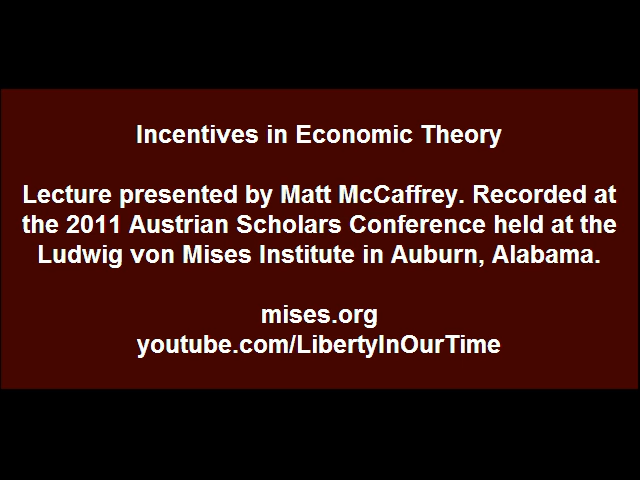 Incentives in Economic Theory
Lecture presented by Matt McCaffrey. Recorded at
the 2011 Austrian Scholars Conference held at the
Ludwig von Mises Institute in Auburn, Alabama.
mises.org
youtube.com/LibertyInOurTime